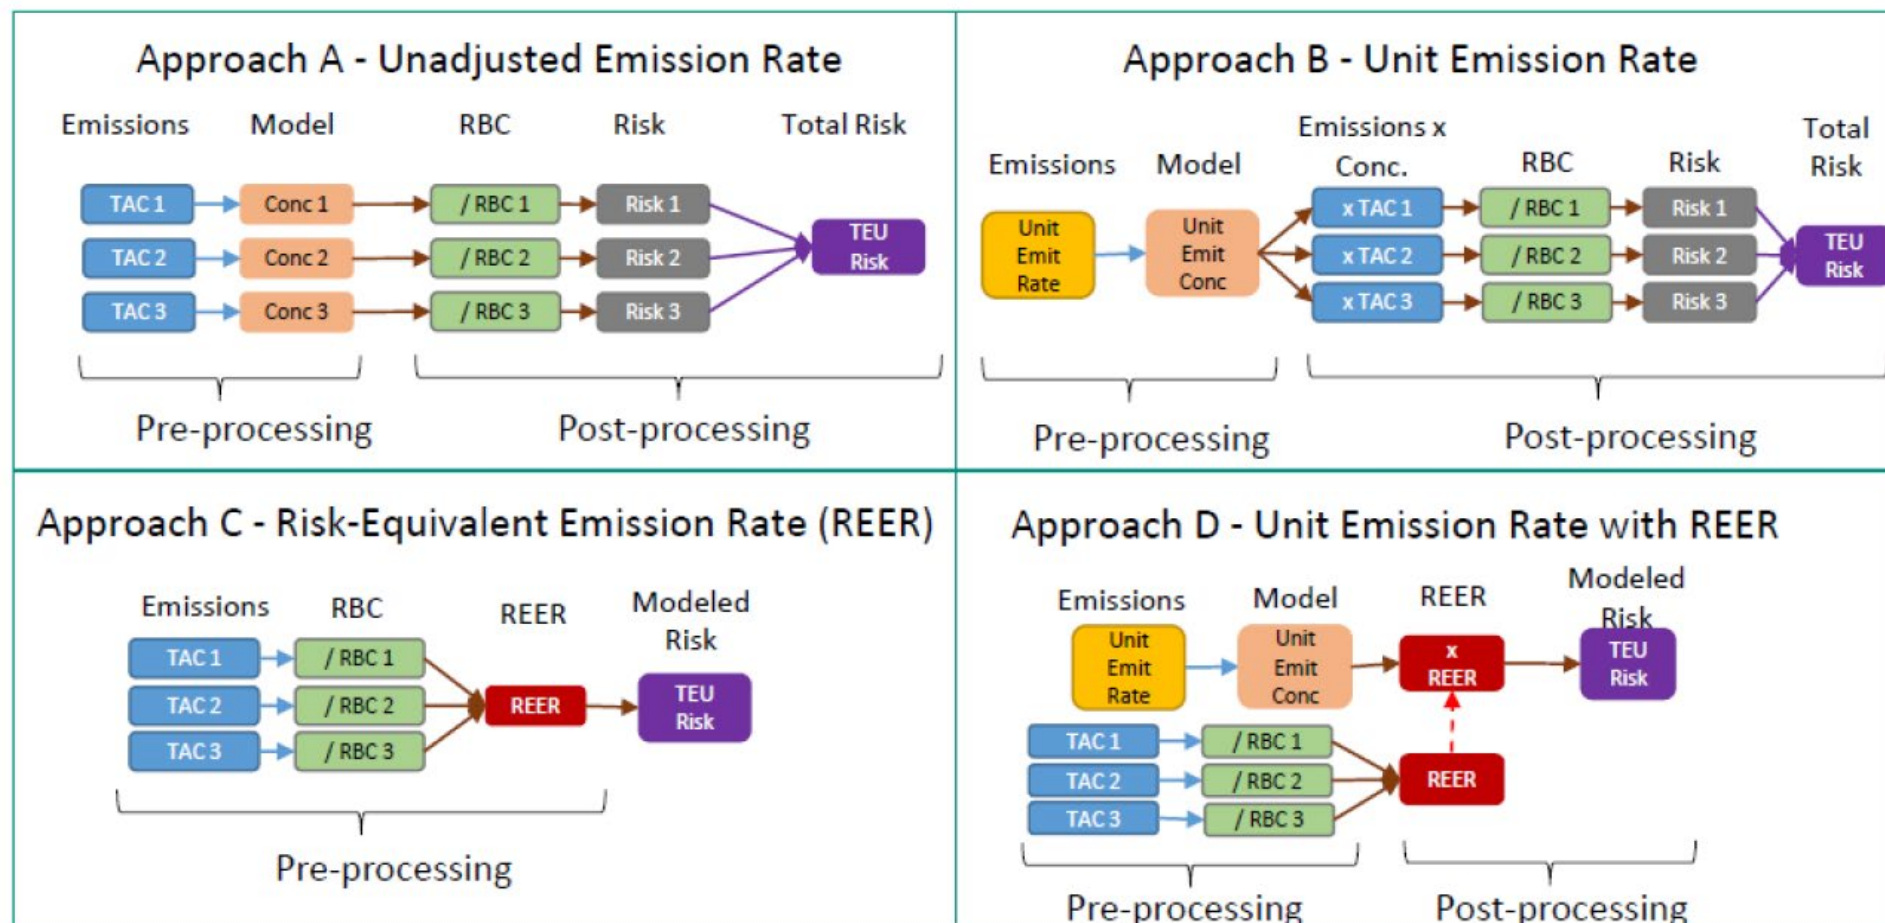 Approach A - Unadjusted Emission Rate
Emissions Model RBC Risk Total Risk
TAC 1 Conc 1 / RBC 1 Risk 1
TAC 2 Conc 2 / RBC 2 Risk 2
TAC 3 Conc 3 / RBC 3 Risk 3
TEU
Risk
Pre-processing Post-processing
Approach B - Unit Emission Rate
Emissions Model
Emissions x
Conc.
RBC Risk
Total
Risk
Unit
Emit
Rate
Unit
Emit
Conc
x TAC 1 / RBC 1 Risk 1
x TAC 2 / RBC 2 Risk 2
x TAC 3 / RBC 3 Risk 3
TEU
Risk
Pre-processing Post-processing
Approach C - Risk-Equivalent Emission Rate (REER)
Emissions RBC REER
Modeled
Risk
TAC 1 / RBC 1
TAC 2 / RBC 2
TAC 3 / RBC 3
REER
TEU
Risk
Pre-processing
Approach D - Unit Emission Rate with REER
Emissions Model REER
Modeled
Risk
Unit
Emit
Rate
Unit
Emit
Conc
x
REER
TEU
Risk
TAC 1 / RBC 1
TAC 2 / RBC 2
TAC 3 / RBC 3
REER
Pre-processing Post-processing